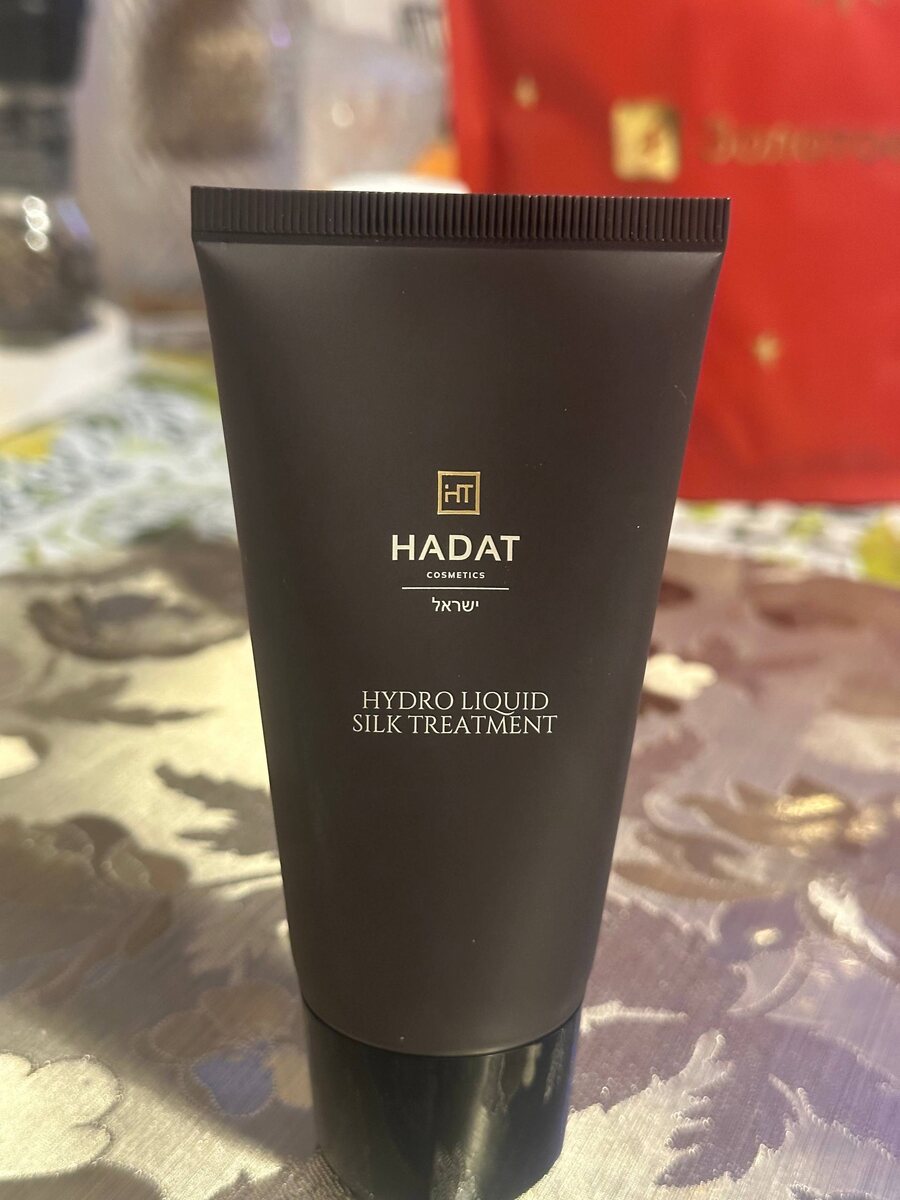 HT
HADAT
COSMETICS
ישראל
HYDRO LIQUID
SILK TREATMENT